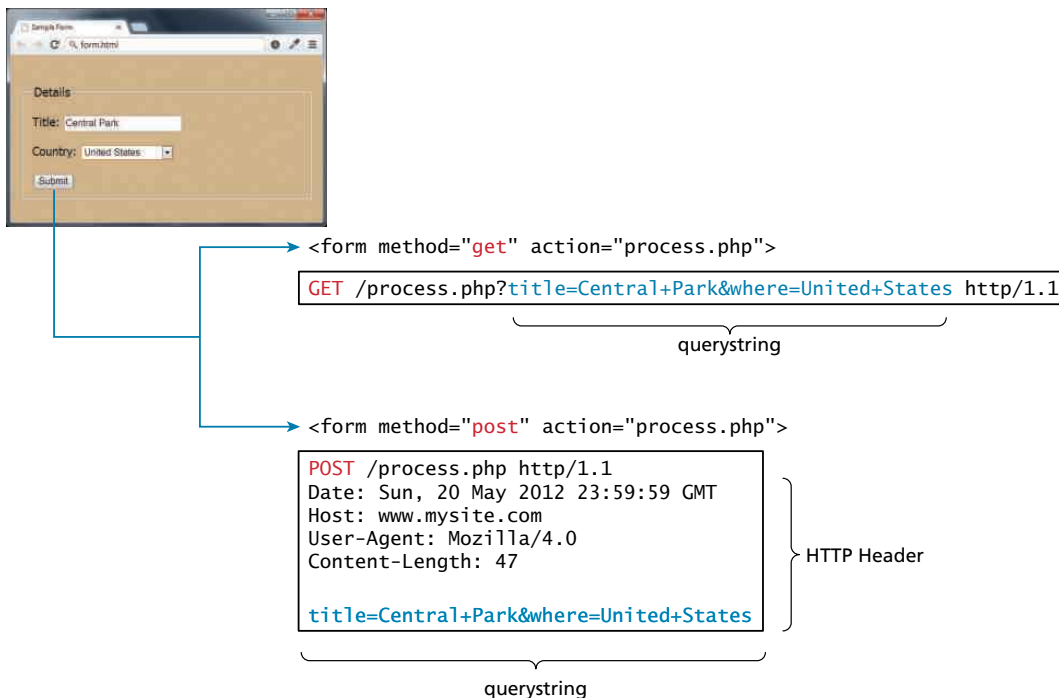 Sample Form
form.html
Details
Title: Central Park
Country: United States
Submit
<form method="get" action="process.php">
GET /process.php?title=Central+Park&where=United+States http/1.1
querystring
<form method="post" action="process.php">
POST /process.php http/1.1
Date: Sun, 20 May 2012 23:59:59 GMT
Host: www.mysite.com
User-Agent: Mozilla/4.0
Content-Length: 47
title=Central+Park&where=United+States
HTTP Header
querystring